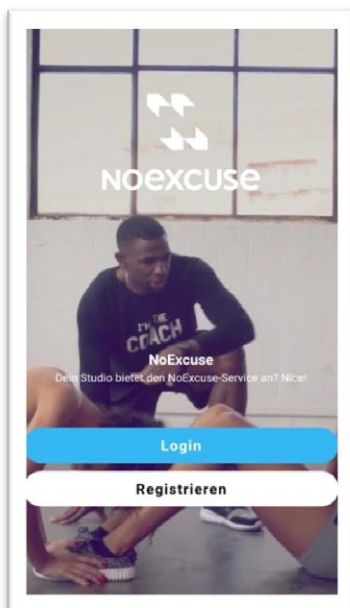 NOEXCUSE
I'M THE
COACH
NoExcuse
Dein Studio bietet den NoExcuse-Service an? Nice!
Login
Registrieren